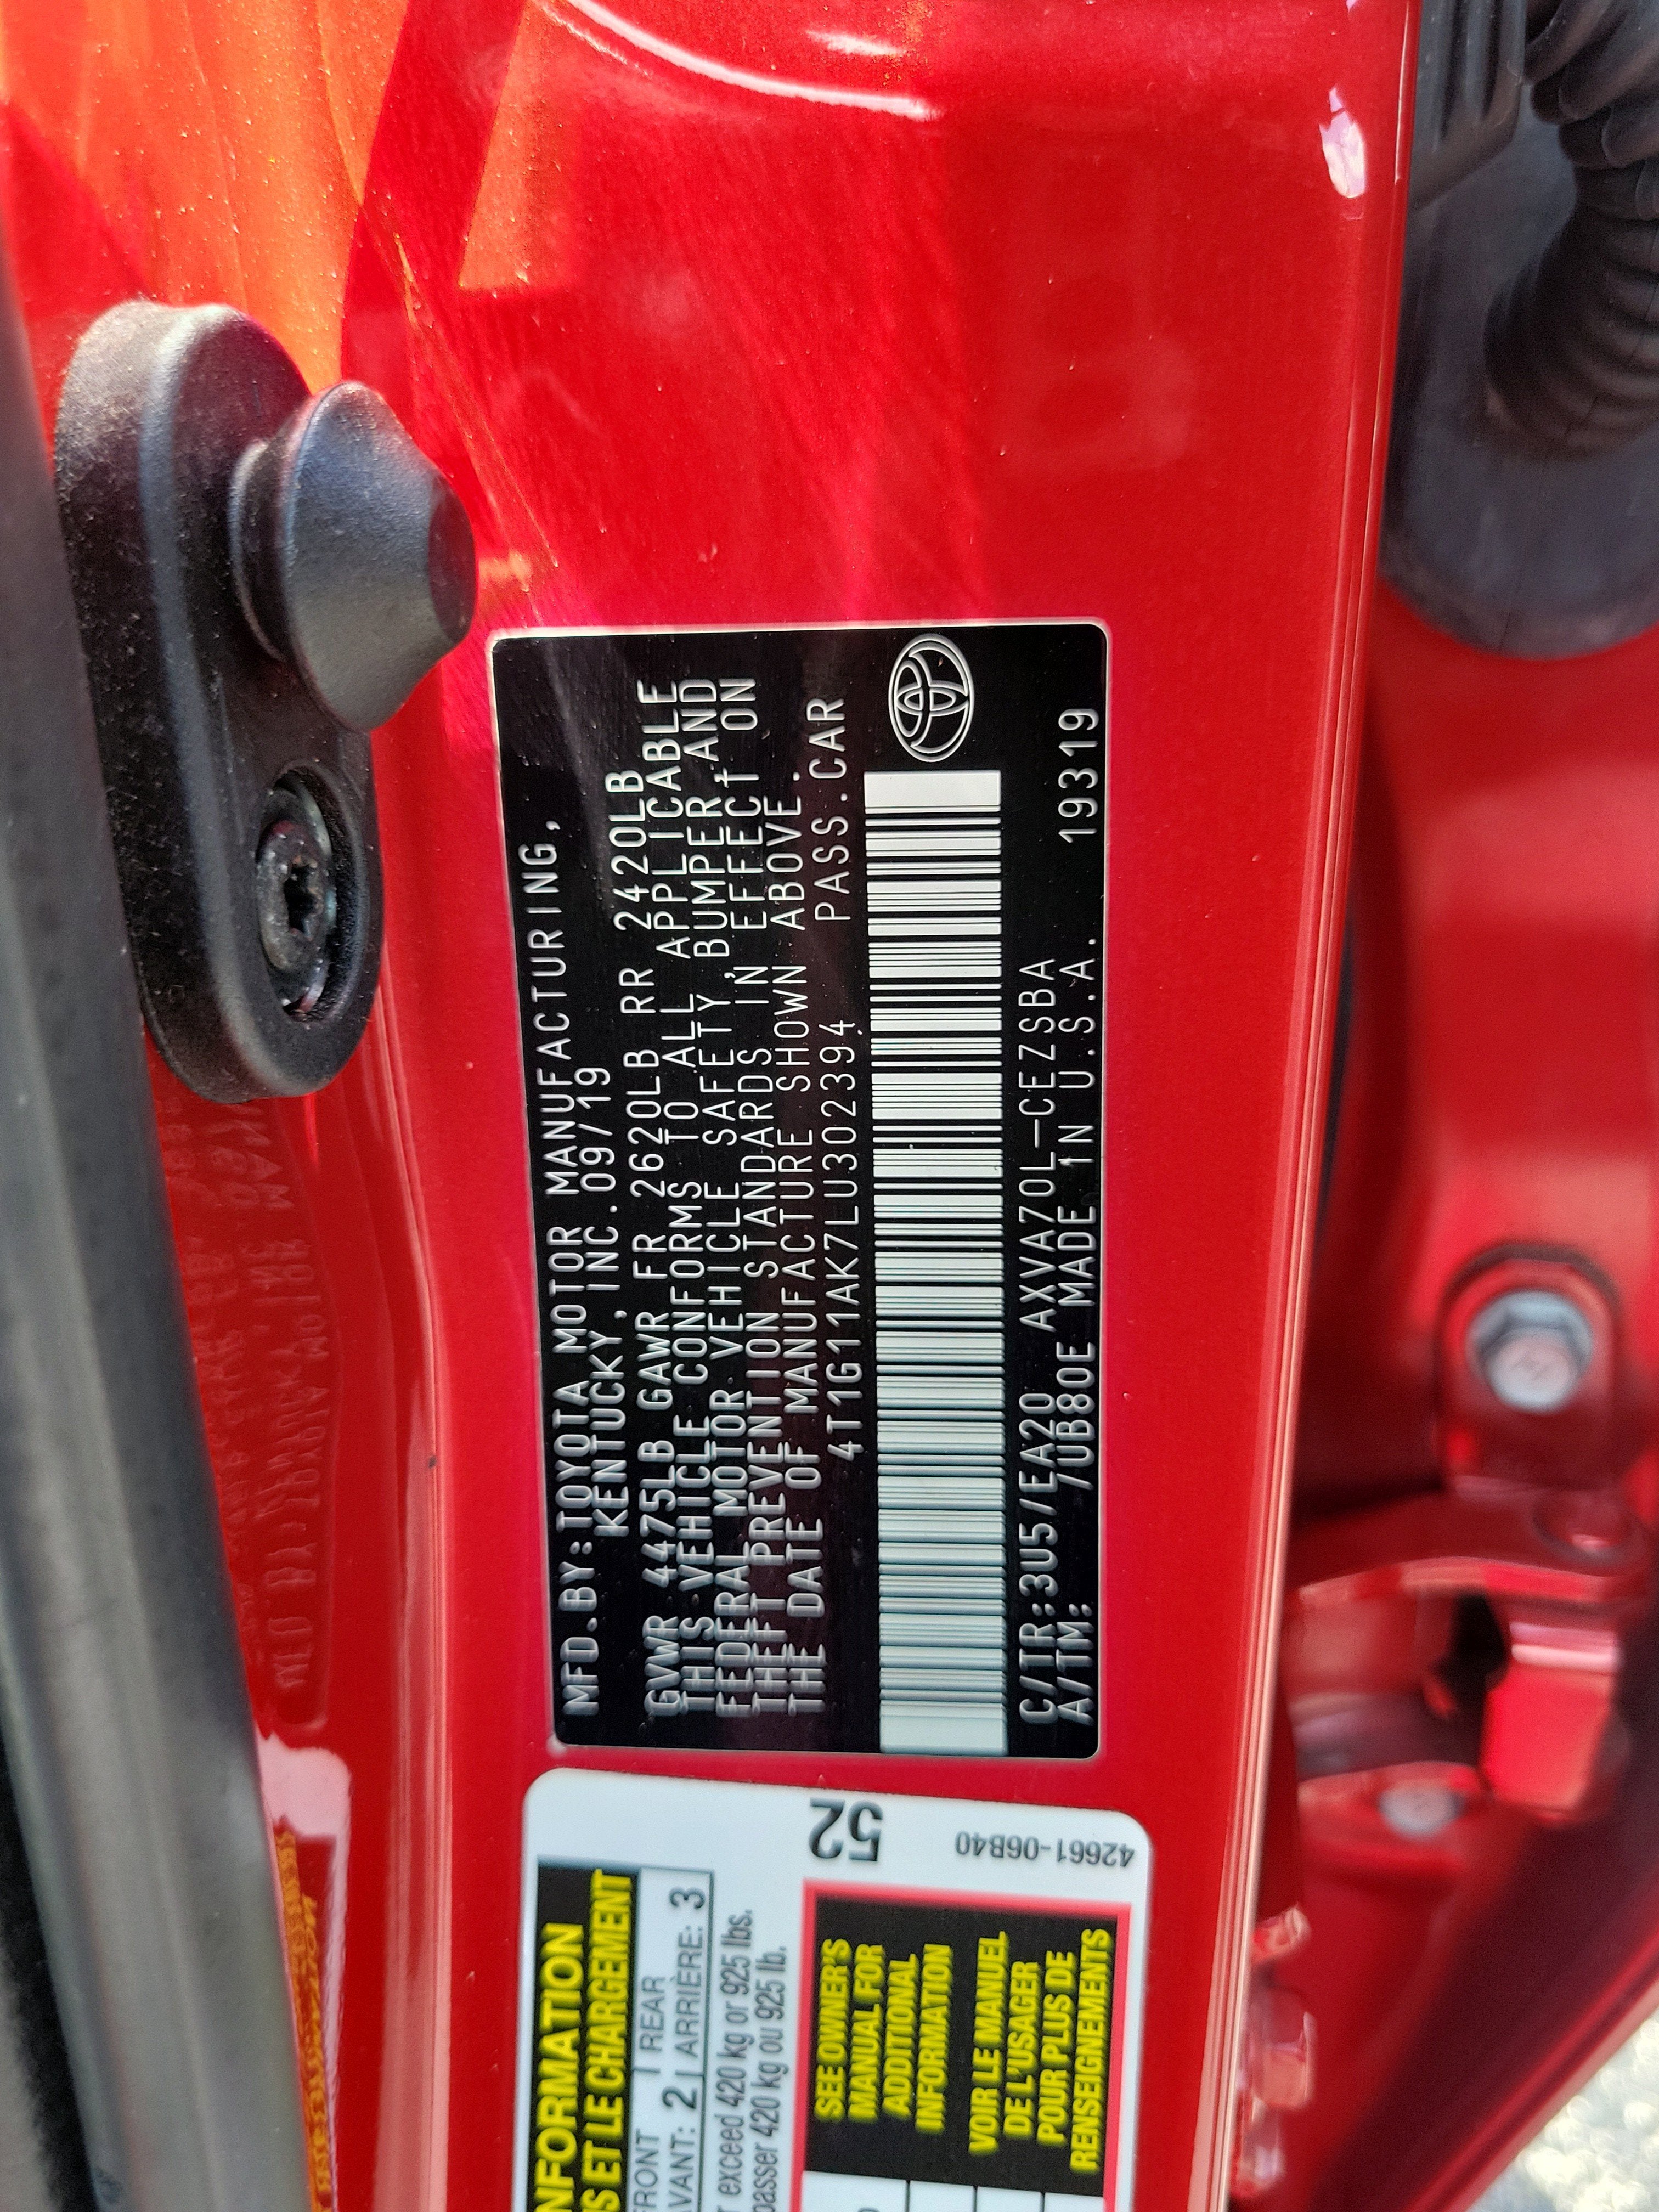 MFD.BY:TOYOTA MOTOR MANUFACTURING,
KENTUCKY, INC.09/19
GVWR 4475LB GAWR FR 2620LB RR 2420LB
THIS VEHICLE CONFORMS TO ALL APPLICABLE
FEDERAL MOTOR VEHICLE SAFETY,BUMPER,AND
THEFT PREVENTION STANDARDS IN EFFECT ON
THE DATE OF MANUFACTURE SHOWN ABOVE.
4T1G11AK7LU302394 PASS.CAR
C/TR:3U5/EA20 AXVA70L-CEZSBA
A/TM: /UB80E MADE IN U.S.A. 19319
52
42661-06B40
INFORMATION
ET LE CHARGEMENT
FRONT REAR
AVANT: 2 ARRIÈRE: 3
exceed 420 kg or 925 lbs.
passer 420 kg ou 925 lb.
SEE OWNER'S
MANUAL FOR
ADDITIONAL
INFORMATION
VOIR LE MANUEL
DE L'USAGER
POUR PLUS DE
RENSEIGNEMENTS